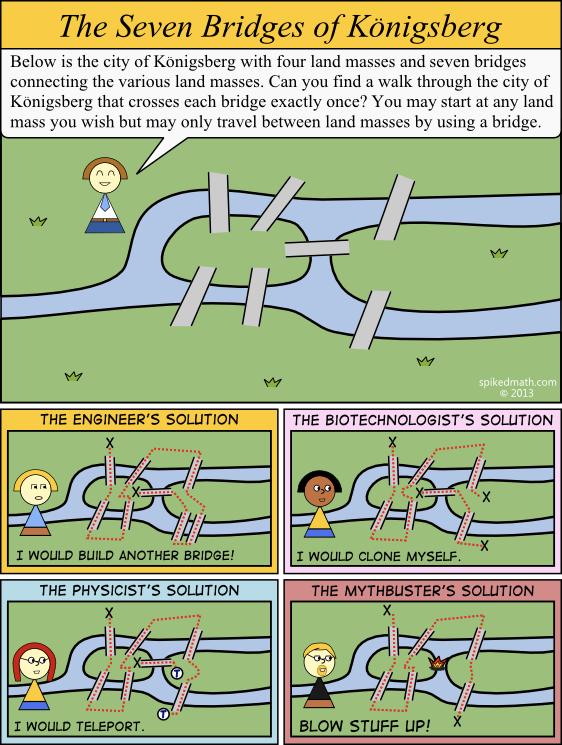 The Seven Bridges of Königsberg
Below is the city of Königsberg with four land masses and seven bridges
connecting the various land masses. Can you find a walk through the city of
Königsberg that crosses each bridge exactly once? You may start at any land
mass you wish but may only travel between land masses by using a bridge.
spikedmath.com
© 2013
THE ENGINEER'S SOLUTION
X
X
I WOULD BUILD ANOTHER BRIDGE!
THE BIOTECHNOLOGIST'S SOLUTION
X
X
X
X
I WOULD CLONE MYSELF.
THE PHYSICIST'S SOLUTION
X
X
T
T
I WOULD TELEPORT.
THE MYTHBUSTER'S SOLUTION
X
X
BLOW STUFF UP!